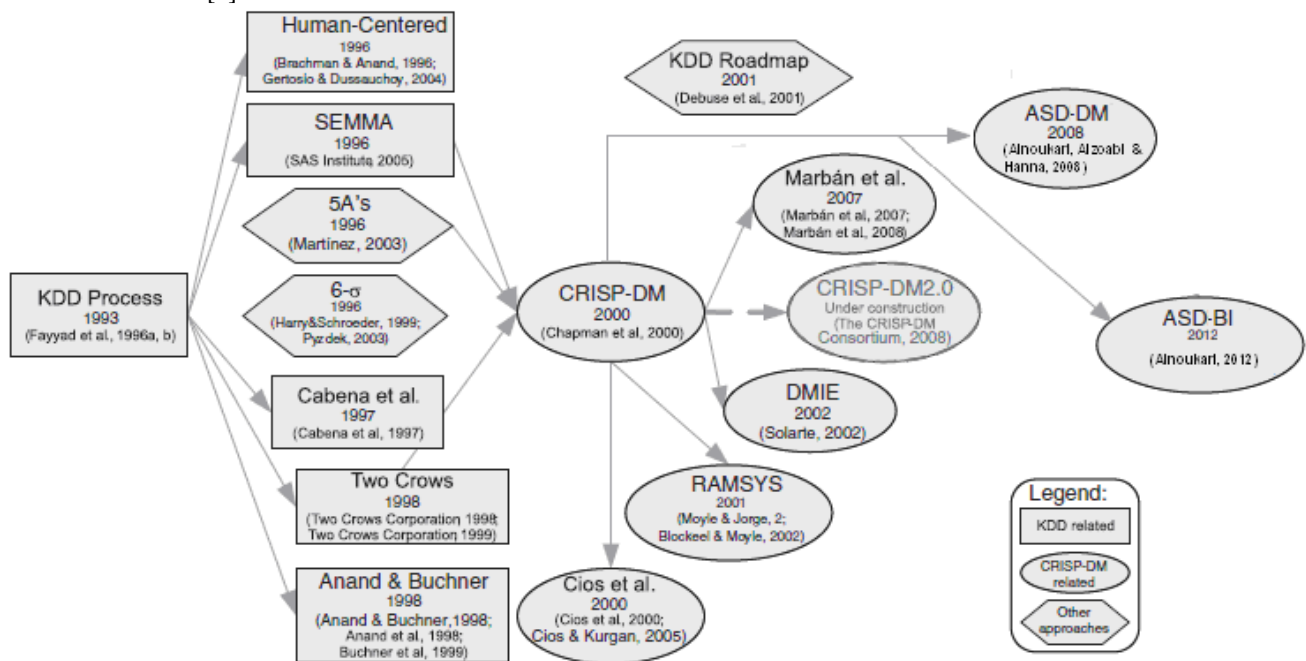 Human-Centered
1996
(Brachman & Anand, 1996;
Gertosio & Dussauchoy, 2004)
SEMMA
1996
(SAS Institute, 2005)
5A's
1996
(Martínez, 2003)
6-σ
1996
(Harry&Schroeder, 1999;
Pyzdek, 2003)
KDD Process
1993
(Fayyad et al., 1996a, b)
Cabena et al.
1997
(Cabena et al, 1997)
Two Crows
1998
(Two Crows Corporation, 1998;
Two Crows Corporation, 1999)
Anand & Buchner
1998
(Anand & Buchner,1998;
Anand et al, 1998;
Buchner et al, 1999)
CRISP-DM
2000
(Chapman et al, 2000)
KDD Roadmap
2001
(Debuse et al, 2001)
ASD-DM
2008
(Alnoukari, Alzoabi &
Hanna, 2008)
Marbán et al.
2007
(Marbán et al, 2007;
Marbán et al, 2008)
CRISP-DM2.0
Under construction
(The CRISP-DM
Consortium, 2008)
ASD-BI
2012
(Alnoukari, 2012)
DMIE
2002
(Solarte, 2002)
RAMSYS
2001
(Moyle & Jorge, 2;
Blockeel & Moyle, 2002)
Cios et al.
2000
(Cios et al, 2000;
Cios & Kurgan, 2005)
Legend:
KDD related
CRISP-DM
related
Other
approaches